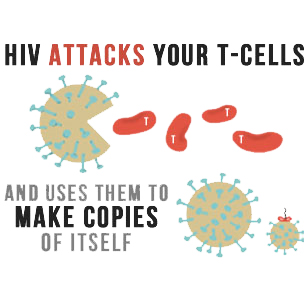 HIV ATTACKS YOUR T-CELLS
T
T
T
T
AND USES THEM TO
MAKE COPIES
OF ITSELF